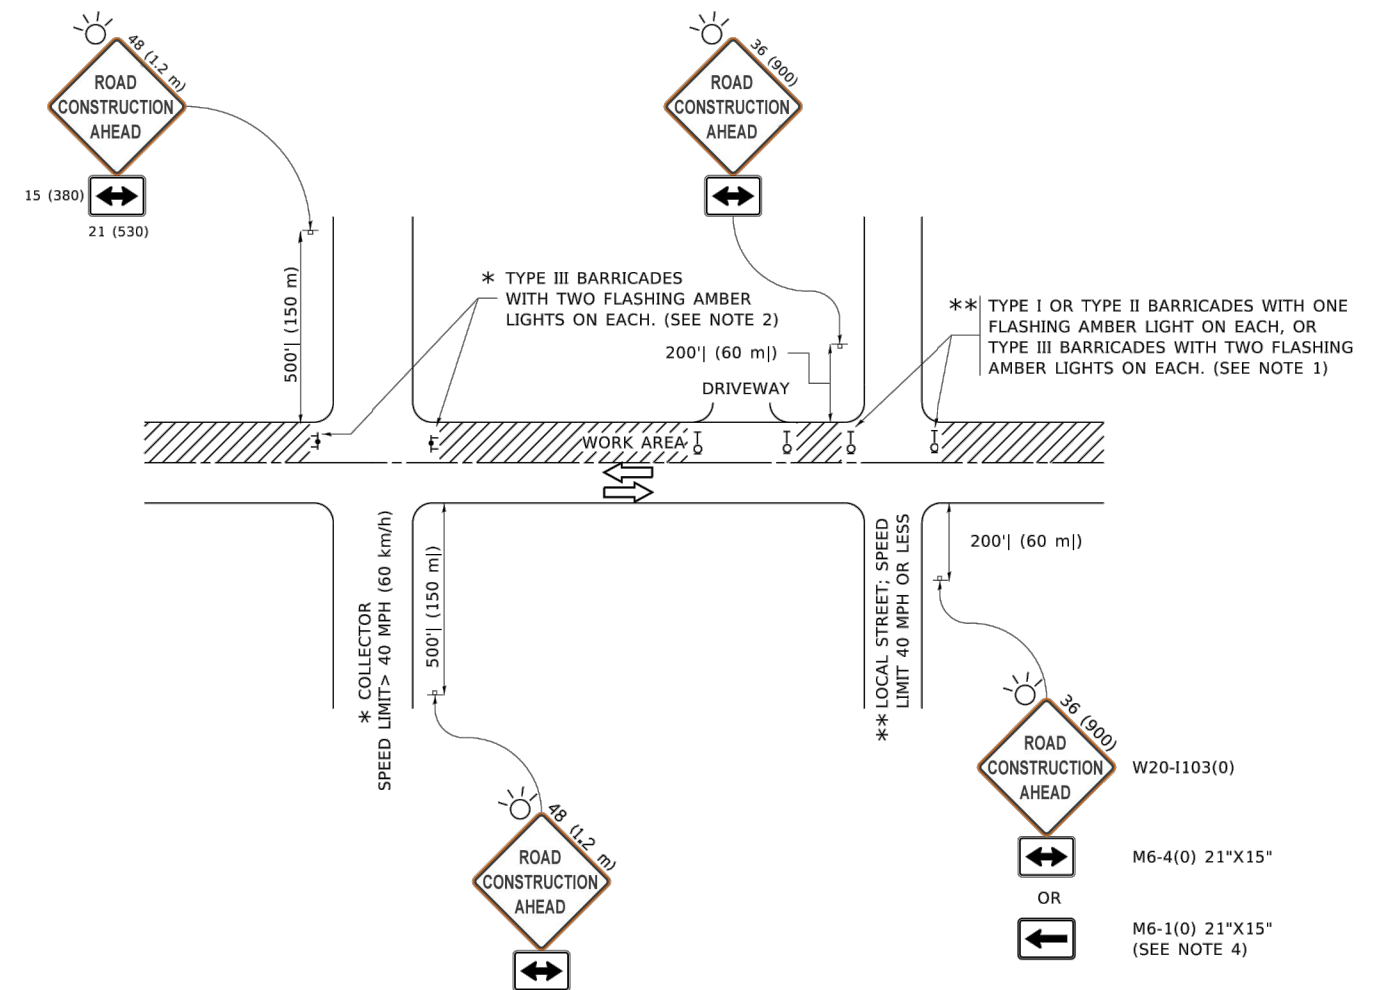 48 (1.2 m)
ROAD
CONSTRUCTION
AHEAD
15 (380)
21 (530)
36 (900)
ROAD
CONSTRUCTION
AHEAD
500'| (150 m)
* TYPE III BARRICADES
WITH TWO FLASHING AMBER
LIGHTS ON EACH. (SEE NOTE 2)
200'| (60 m|)
DRIVEWAY
** TYPE I OR TYPE II BARRICADES WITH ONE
FLASHING AMBER LIGHT ON EACH, OR
TYPE III BARRICADES WITH TWO FLASHING
AMBER LIGHTS ON EACH. (SEE NOTE 1)
WORK AREA
* COLLECTOR
SPEED LIMIT> 40 MPH (60 km/h)
500'| (150 m|)
** LOCAL STREET; SPEED
LIMIT 40 MPH OR LESS
200'| (60 m|)
48 (1.2 m)
ROAD
CONSTRUCTION
AHEAD
36 (900)
ROAD
CONSTRUCTION
AHEAD
W20-I103(0)
M6-4(0) 21"X15"
OR
M6-1(0) 21"X15"
(SEE NOTE 4)